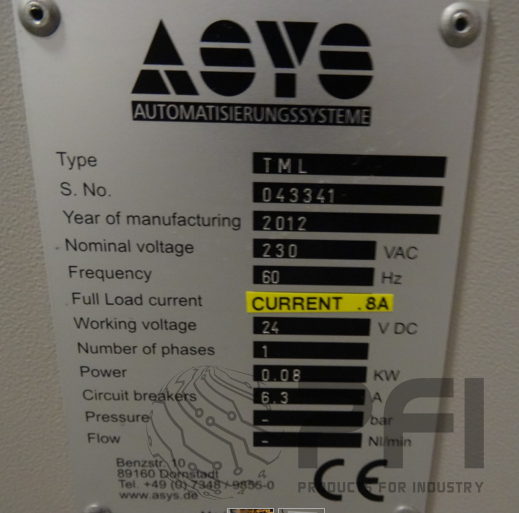 ASYS
AUTOMATISIERUNGSSYSTEME
Type TML
S. No. 043341
Year of manufacturing 2012
Nominal voltage 230 VAC
Frequency 60 Hz
Full Load current CURRENT .8A
Working voltage 24 V DC
Number of phases 1
Power 0.08 KW
Circuit breakers 6.3 A
Pressure - bar
Flow - Nl/min
Benzstr. 10
89160 Dornstadt
Tel. +49 (0) 7348 / 9855-0
www.asys.de
CE
PFI
PRODUCTS FOR INDUSTRY